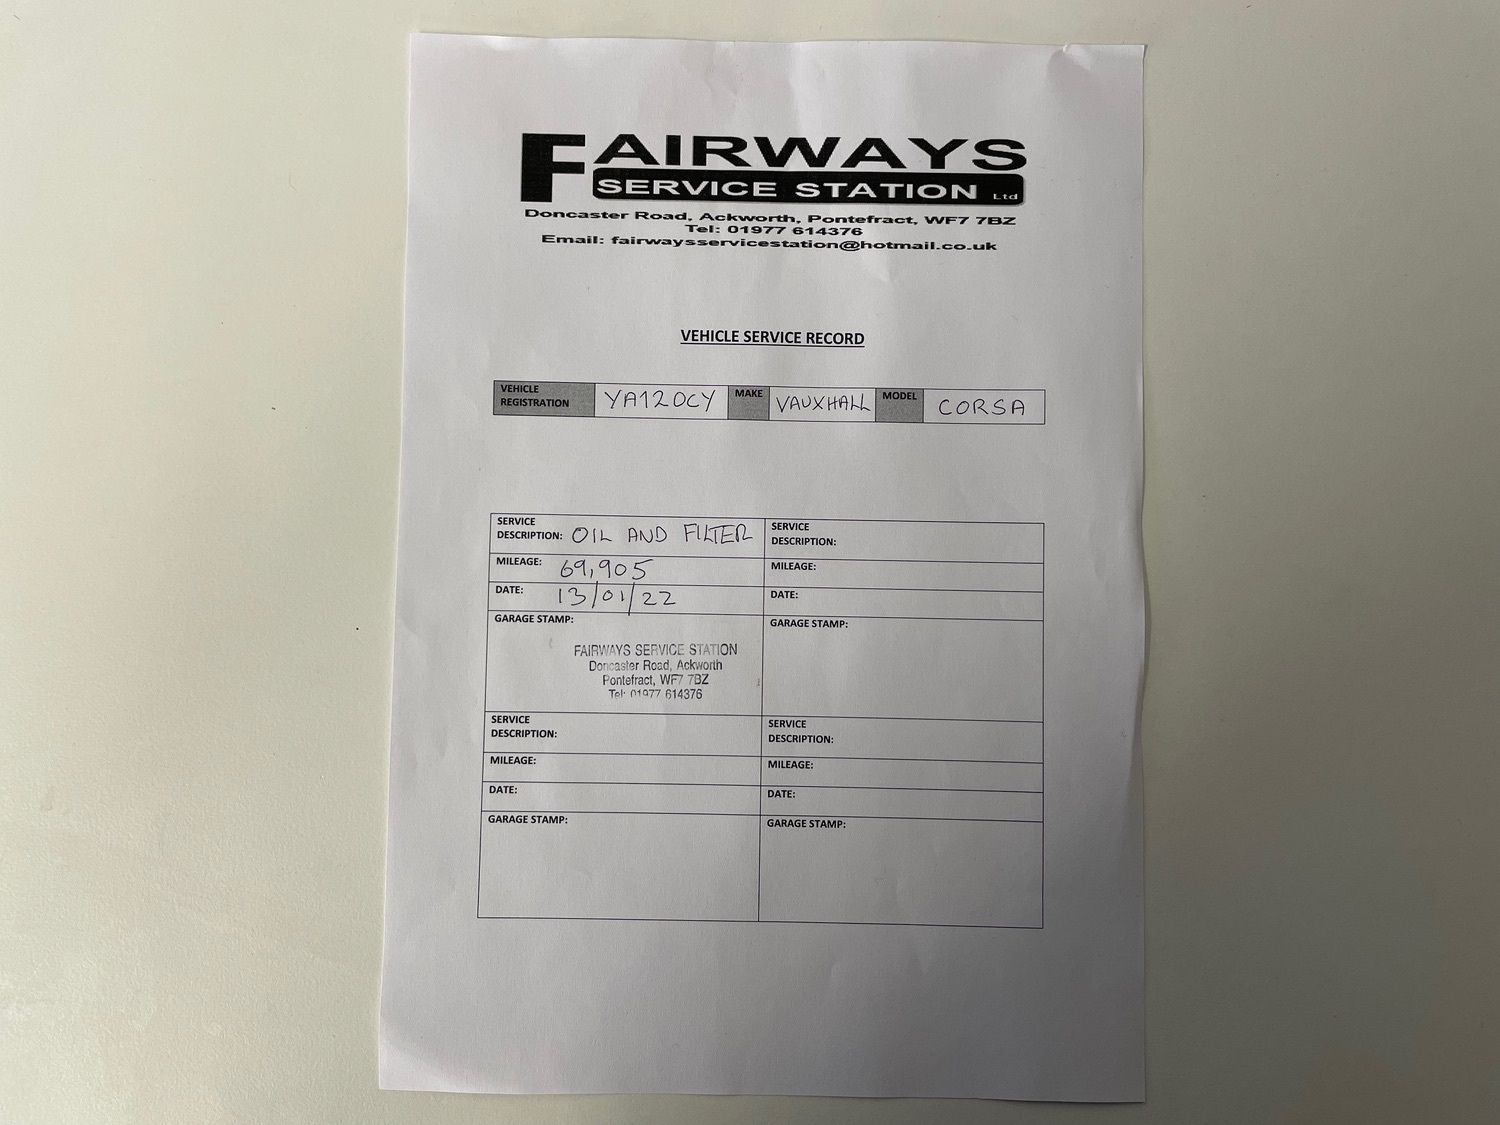 FAIRWAYS
SERVICE STATION Ltd
Doncaster Road, Ackworth, Pontefract, WF7 7BZ
Tel: 01977 614376
Email: fairwaysservicestation@hotmail.co.uk
VEHICLE SERVICE RECORD
VEHICLE REGISTRATION YA12OCY MAKE VAUXHALL MODEL CORSA
SERVICE
DESCRIPTION: OIL AND FILTER
MILEAGE: 69,905
DATE: 13/01/22
GARAGE STAMP:
FAIRWAYS SERVICE STATION
Doncaster Road, Ackworth
Pontefract, WF7 7BZ
Tel: 01977 614376
SERVICE
DESCRIPTION:
MILEAGE:
DATE:
GARAGE STAMP:
SERVICE
DESCRIPTION:
MILEAGE:
DATE:
GARAGE STAMP:
SERVICE
DESCRIPTION:
MILEAGE:
DATE:
GARAGE STAMP: